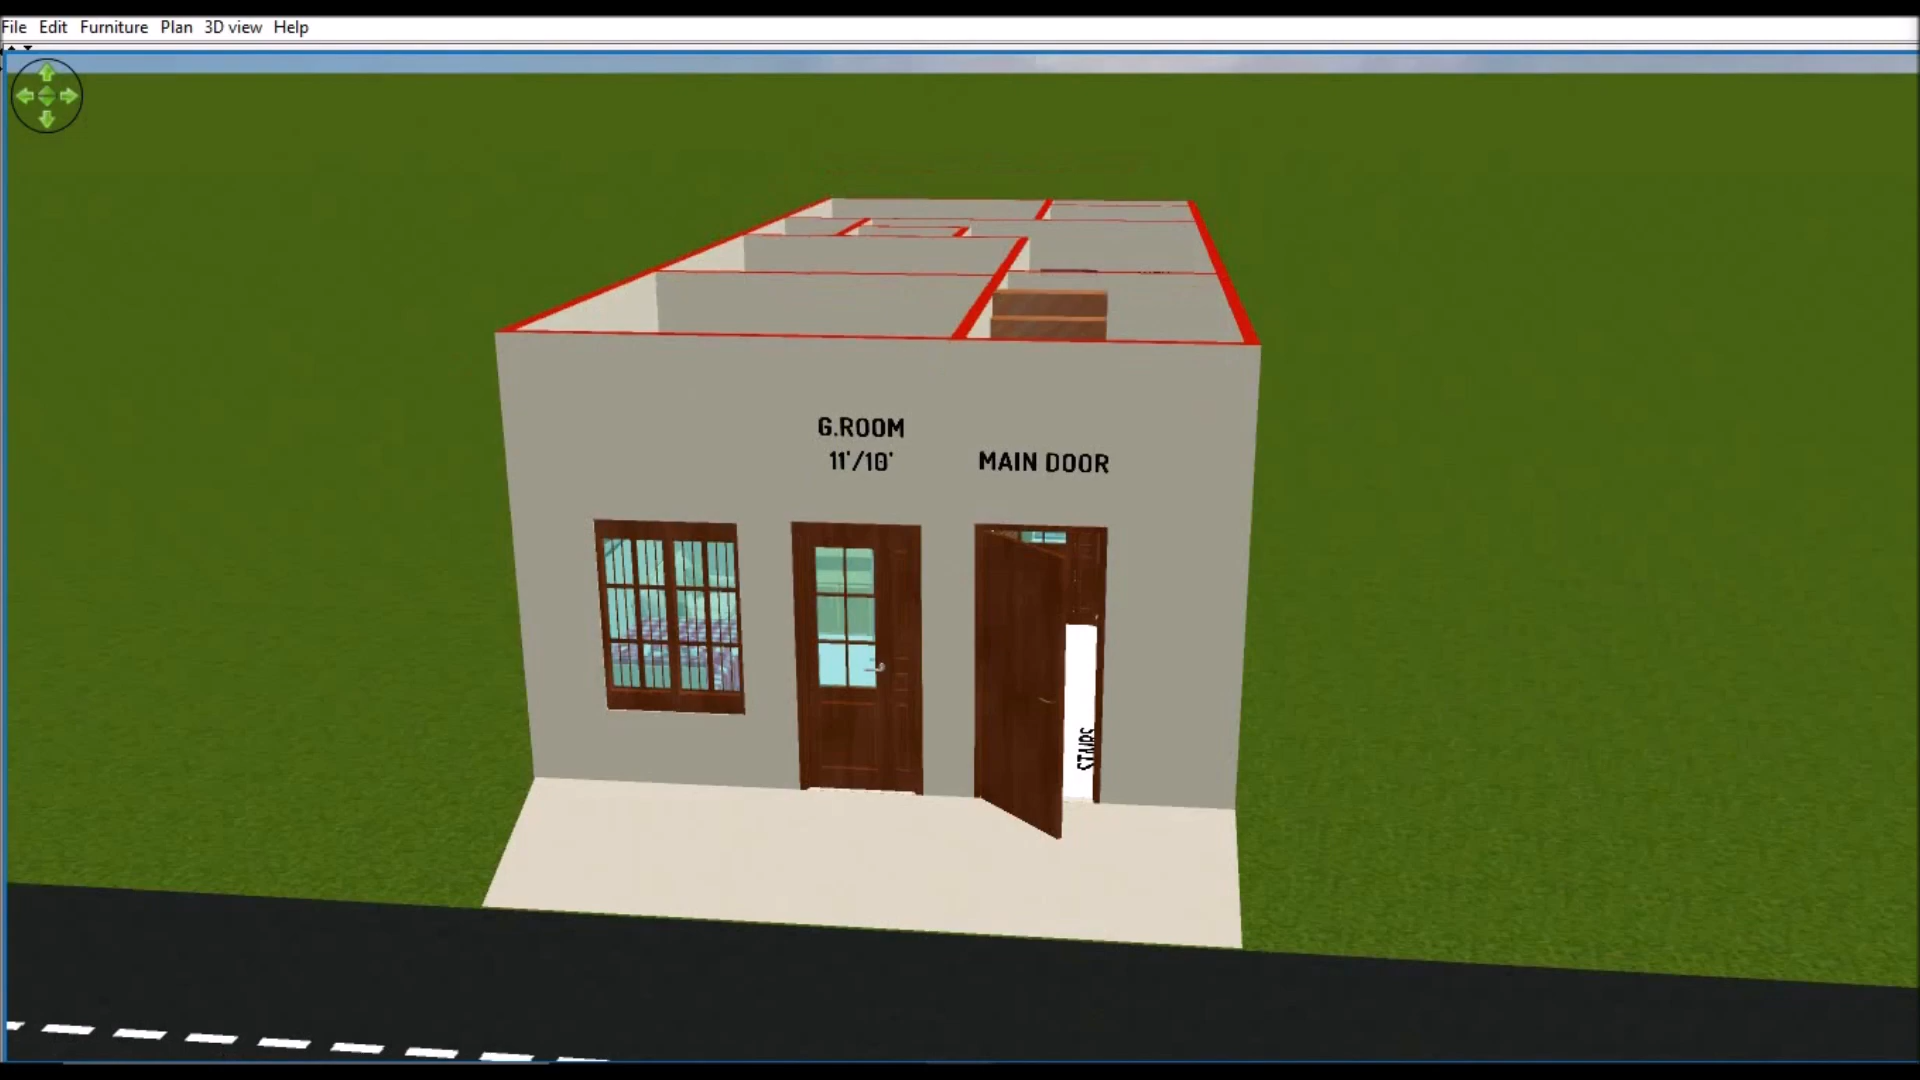 File Edit Furniture Plan 3D view Help
G.ROOM
11'/10'
MAIN DOOR
STAIRS